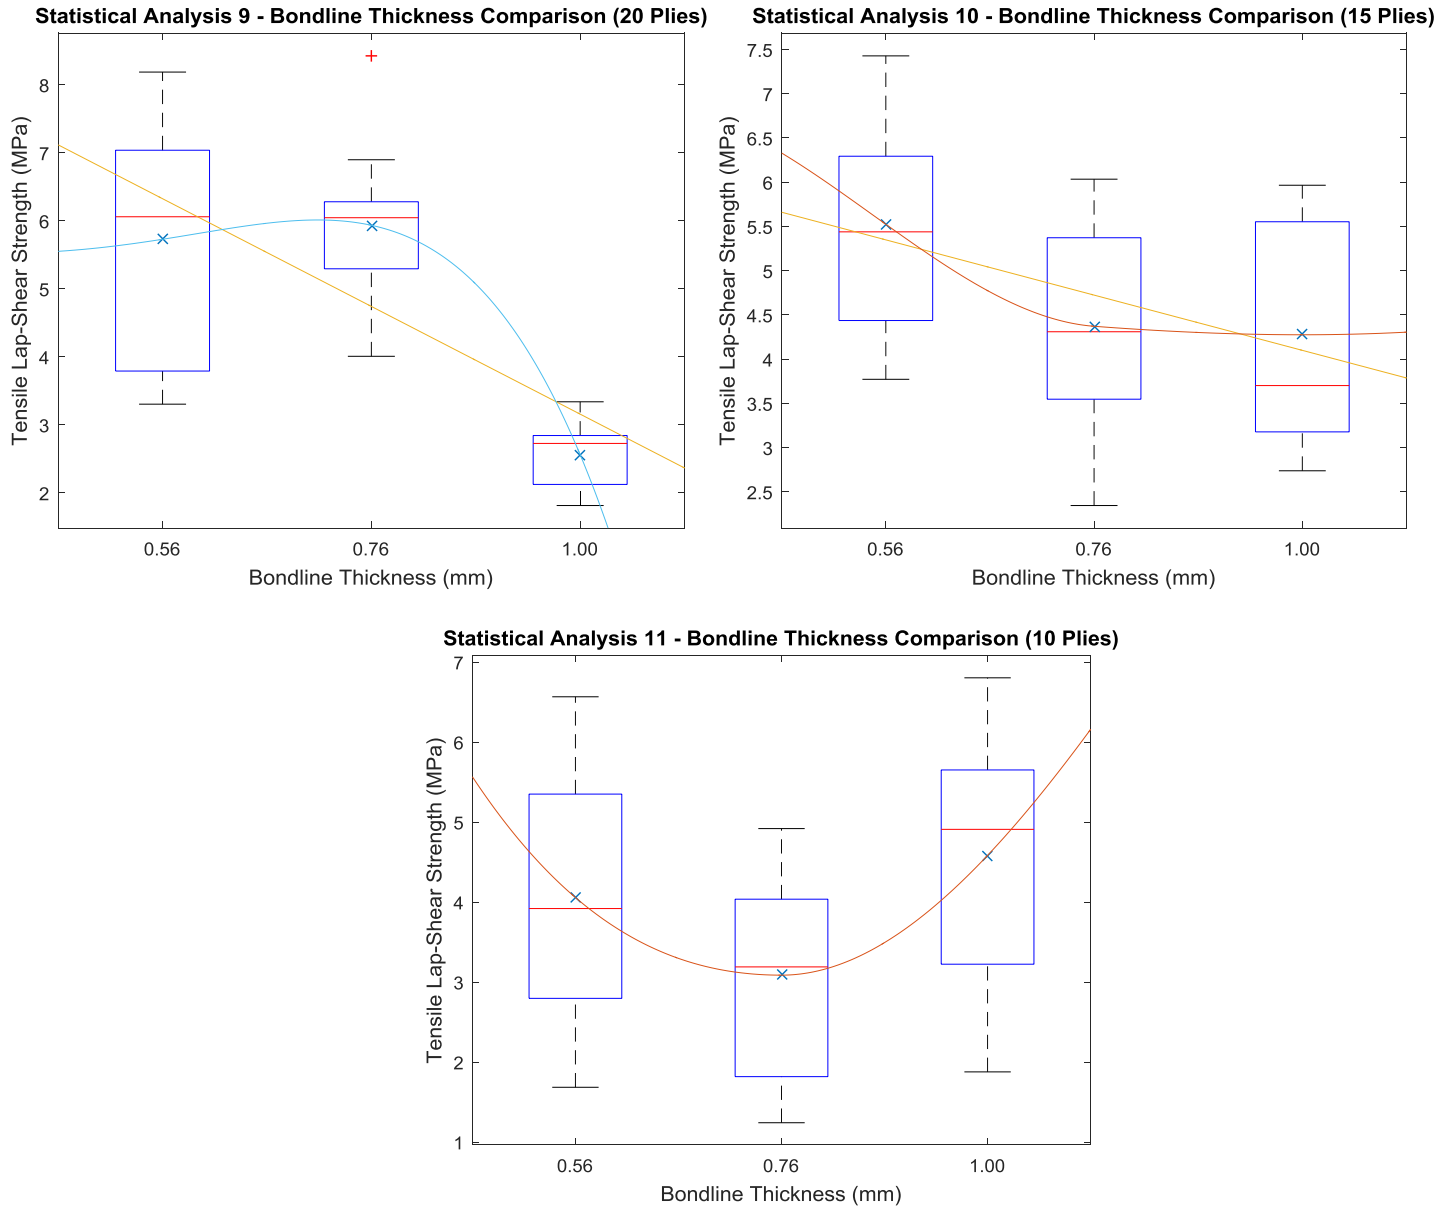 Statistical Analysis 9 - Bondline Thickness Comparison (20 Plies)
Tensile Lap-Shear Strength (MPa)
8
7
6
5
4
3
2
0.56 0.76 1.00
Bondline Thickness (mm)
Statistical Analysis 10 - Bondline Thickness Comparison (15 Plies)
Tensile Lap-Shear Strength (MPa)
7.5
7
6.5
6
5.5
5
4.5
4
3.5
3
2.5
0.56 0.76 1.00
Bondline Thickness (mm)
Statistical Analysis 11 - Bondline Thickness Comparison (10 Plies)
Tensile Lap-Shear Strength (MPa)
7
6
5
4
3
2
1
0.56 0.76 1.00
Bondline Thickness (mm)